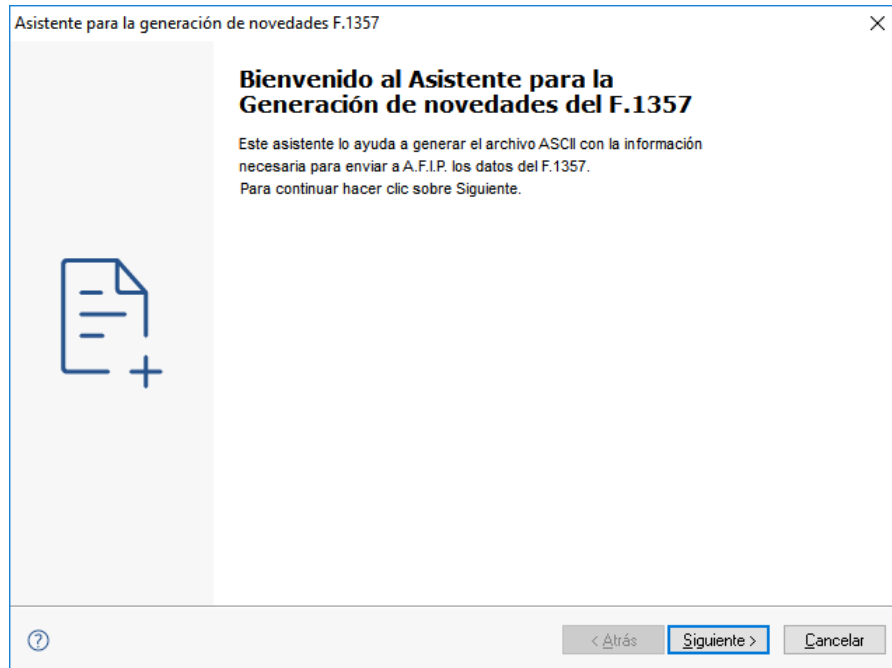 Asistente para la generación de novedades F.1357
Bienvenido al Asistente para la
Generación de novedades del F.1357
Este asistente lo ayuda a generar el archivo ASCII con la información
necesaria para enviar a A.F.I.P. los datos del F.1357.
Para continuar hacer clic sobre Siguiente.
< Atrás Siguiente > Cancelar